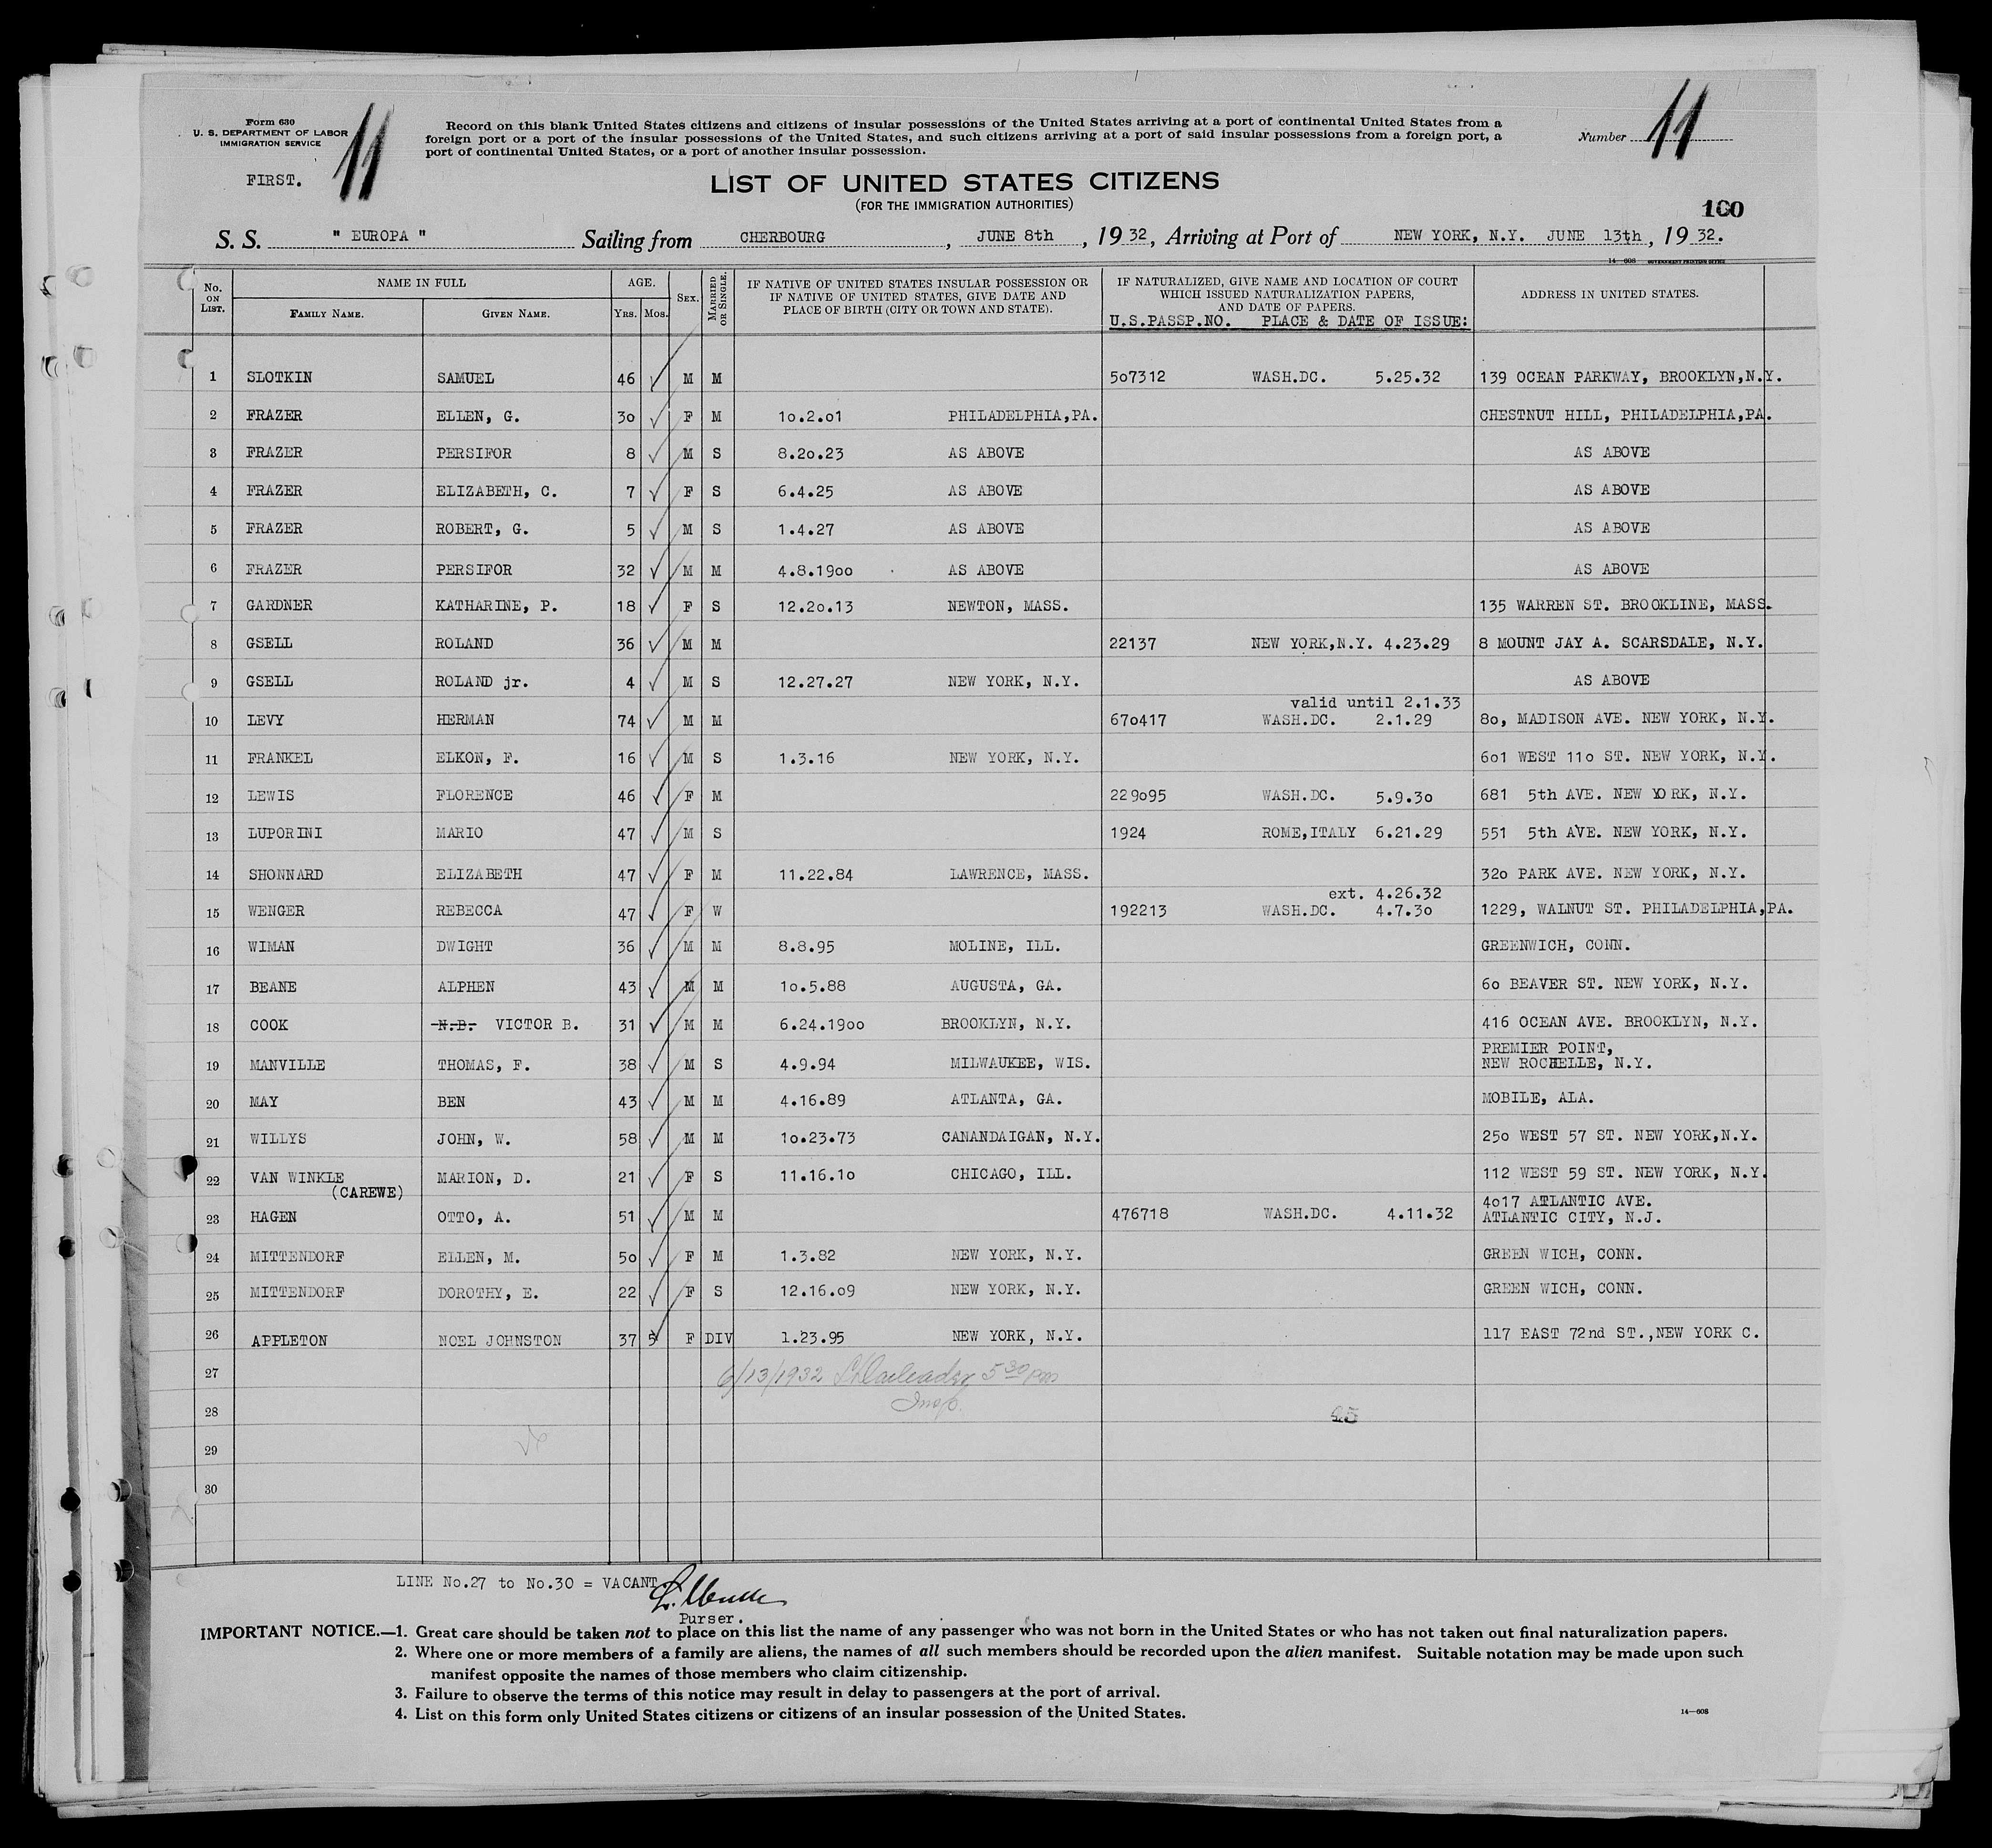 Form 630
U. S. DEPARTMENT OF LABOR
IMMIGRATION SERVICE
FIRST.
11
Record on this blank United States citizens and citizens of insular possessions of the United States arriving at a port of continental United States from a
foreign port or a port of the insular possessions of the United States, and such citizens arriving at a port of said insular possessions from a foreign port, a
port of continental United States, or a port of another insular possession.
Number 11
LIST OF UNITED STATES CITIZENS
(FOR THE IMMIGRATION AUTHORITIES)
100
S. S. " EUROPA " Sailing from CHERBOURG, JUNE 8th, 1932, Arriving at Port of NEW YORK, N.Y. JUNE 13th, 1932.
14—608 GOVERNMENT PRINTING OFFICE
No. ON LIST. NAME IN FULL FAMILY NAME. GIVEN NAME. AGE. Yrs. Mos. SEX. MARRIED OR SINGLE. IF NATIVE OF UNITED STATES INSULAR POSSESSION OR IF NATIVE OF UNITED STATES, GIVE DATE AND PLACE OF BIRTH (CITY OR TOWN AND STATE). IF NATURALIZED, GIVE NAME AND LOCATION OF COURT WHICH ISSUED NATURALIZATION PAPERS, AND DATE OF PAPERS. U.S.PASSP.NO. PLACE & DATE OF ISSUE: ADDRESS IN UNITED STATES.
1 SLOTKIN SAMUEL 46 ✓ M M 507312 WASH.DC. 5.25.32 139 OCEAN PARKWAY, BROOKLYN,N.Y.
2 FRAZER ELLEN, G. 30 ✓ F M 10.2.01 PHILADELPHIA,PA. CHESTNUT HILL, PHILADELPHIA,PA.
3 FRAZER PERSIFOR 8 ✓ M S 8.20.23 AS ABOVE AS ABOVE
4 FRAZER ELIZABETH, C. 7 ✓ F S 6.4.25 AS ABOVE AS ABOVE
5 FRAZER ROBERT, G. 5 ✓ M S 1.4.27 AS ABOVE AS ABOVE
6 FRAZER PERSIFOR 32 ✓ M M 4.8.1900 AS ABOVE AS ABOVE
7 GARDNER KATHARINE, P. 18 ✓ F S 12.20.13 NEWTON, MASS. 135 WARREN ST. BROOKLINE, MASS.
8 GSELL ROLAND 36 ✓ M M 22137 NEW YORK,N.Y. 4.23.29 8 MOUNT JAY A. SCARSDALE, N.Y.
9 GSELL ROLAND jr. 4 ✓ M S 12.27.27 NEW YORK, N.Y. AS ABOVE
valid until 2.1.33
10 LEVY HERMAN 74 ✓ M M 670417 WASH.DC. 2.1.29 80, MADISON AVE. NEW YORK, N.Y.
11 FRANKEL ELKON, F. 16 ✓ M S 1.3.16 NEW YORK, N.Y. 601 WEST 110 ST. NEW YORK, N.Y.
12 LEWIS FLORENCE 46 ✓ F M 229095 WASH.DC. 5.9.30 681 5th AVE. NEW YORK, N.Y.
13 LUPORINI MARIO 47 ✓ M S 1924 ROME,ITALY 6.21.29 551 5th AVE. NEW YORK, N.Y.
14 SHONNARD ELIZABETH 47 ✓ F M 11.22.84 LAWRENCE, MASS. 320 PARK AVE. NEW YORK, N.Y.
ext. 4.26.32
15 WENGER REBECCA 47 ✓ F W 192213 WASH.DC. 4.7.30 1229, WALNUT ST. PHILADELPHIA,PA.
16 WIMAN DWIGHT 36 ✓ M M 8.8.95 MOLINE, ILL. GREENWICH, CONN.
17 BEANE ALPHEN 43 ✓ M M 10.5.88 AUGUSTA, GA. 60 BEAVER ST. NEW YORK, N.Y.
18 COOK N.B. VICTOR B. 31 ✓ M M 6.24.1900 BROOKLYN, N.Y. 416 OCEAN AVE. BROOKLYN, N.Y.
PREMIER POINT,
19 MANVILLE THOMAS, F. 38 ✓ M S 4.9.94 MILWAUKEE, WIS. NEW ROCHELLE, N.Y.
20 MAY BEN 43 ✓ M M 4.16.89 ATLANTA, GA. MOBILE, ALA.
21 WILLYS JOHN, W. 58 ✓ M M 10.23.73 CANANDAIGAN, N.Y. 250 WEST 57 ST. NEW YORK,N.Y.
22 VAN WINKLE MARION, D. 21 ✓ F S 11.16.10 CHICAGO, ILL. 112 WEST 59 ST. NEW YORK, N.Y.
(CAREWE) 4017 ATLANTIC AVE.
23 HAGEN OTTO, A. 51 ✓ M M 476718 WASH.DC. 4.11.32 ATLANTIC CITY, N.J.
24 MITTENDORF ELLEN, M. 50 ✓ F M 1.3.82 NEW YORK, N.Y. GREEN WICH, CONN.
25 MITTENDORF DOROTHY, E. 22 ✓ F S 12.16.09 NEW YORK, N.Y. GREEN WICH, CONN.
26 APPLETON NOEL JOHNSTON 37 5 F DIV 1.23.95 NEW YORK, N.Y. 117 EAST 72nd ST.,NEW YORK C.
27 6/13/1932 5 30 pm
28 Insp.
29
30
LINE No.27 to No.30 = VACANT
Purser.
IMPORTANT NOTICE.—1. Great care should be taken not to place on this list the name of any passenger who was not born in the United States or who has not taken out final naturalization papers.
2. Where one or more members of a family are aliens, the names of all such members should be recorded upon the alien manifest. Suitable notation may be made upon such
manifest opposite the names of those members who claim citizenship.
3. Failure to observe the terms of this notice may result in delay to passengers at the port of arrival.
4. List on this form only United States citizens or citizens of an insular possession of the United States.
14—608